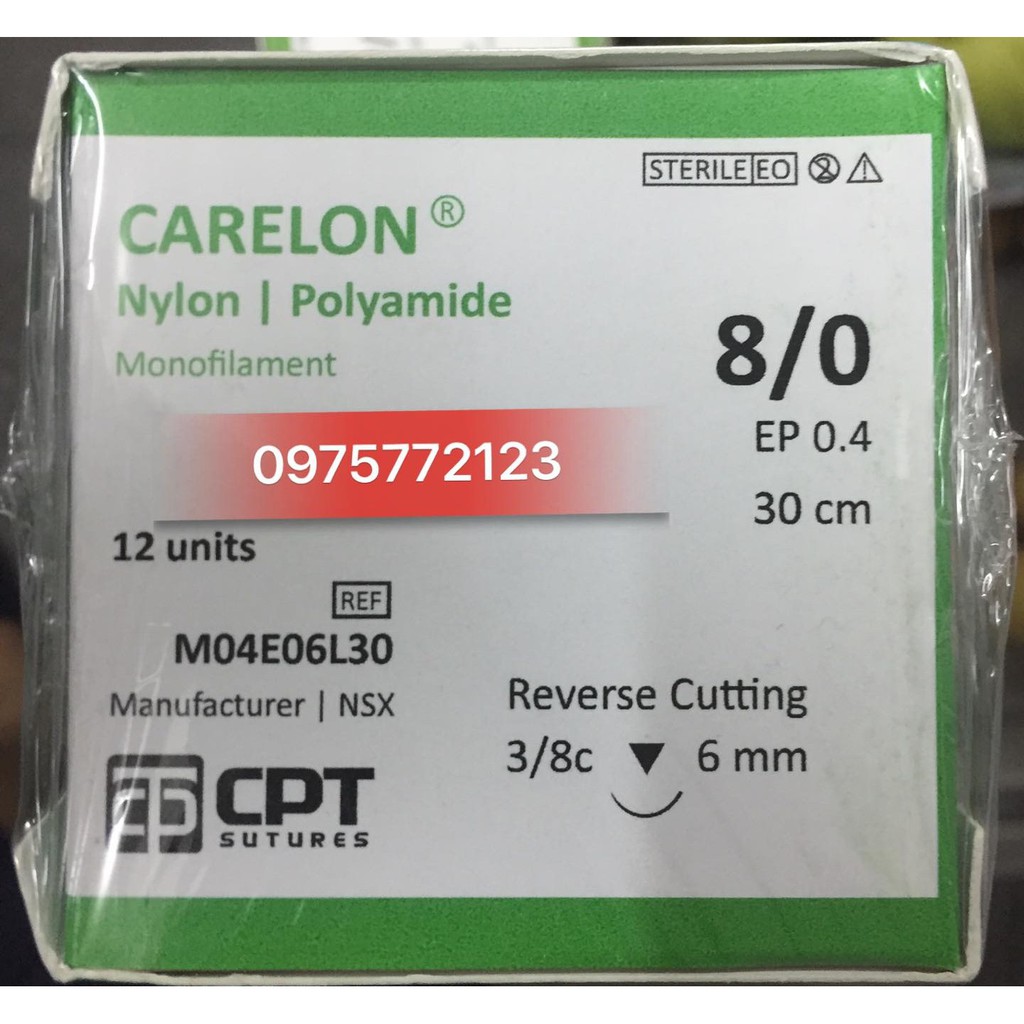 STERILE EO
CARELON®
Nylon | Polyamide
Monofilament
8/0
EP 0.4
30 cm
0975772123
12 units
REF
M04E06L30
Manufacturer | NSX
CPT
SUTURES
Reverse Cutting
3/8c 6 mm